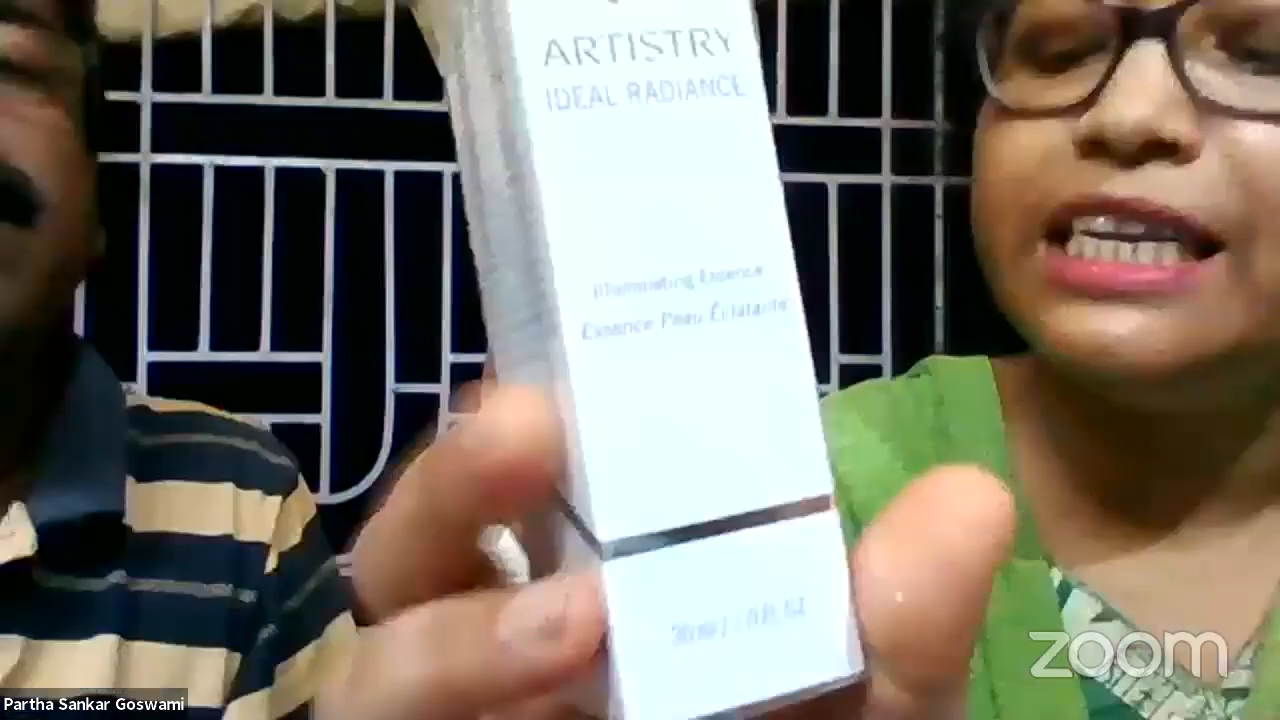 ARTISTRY
IDEAL RADIANCE
Illuminating Essence
Essence Peau Éclatante
zoom
Partha Sankar Goswami